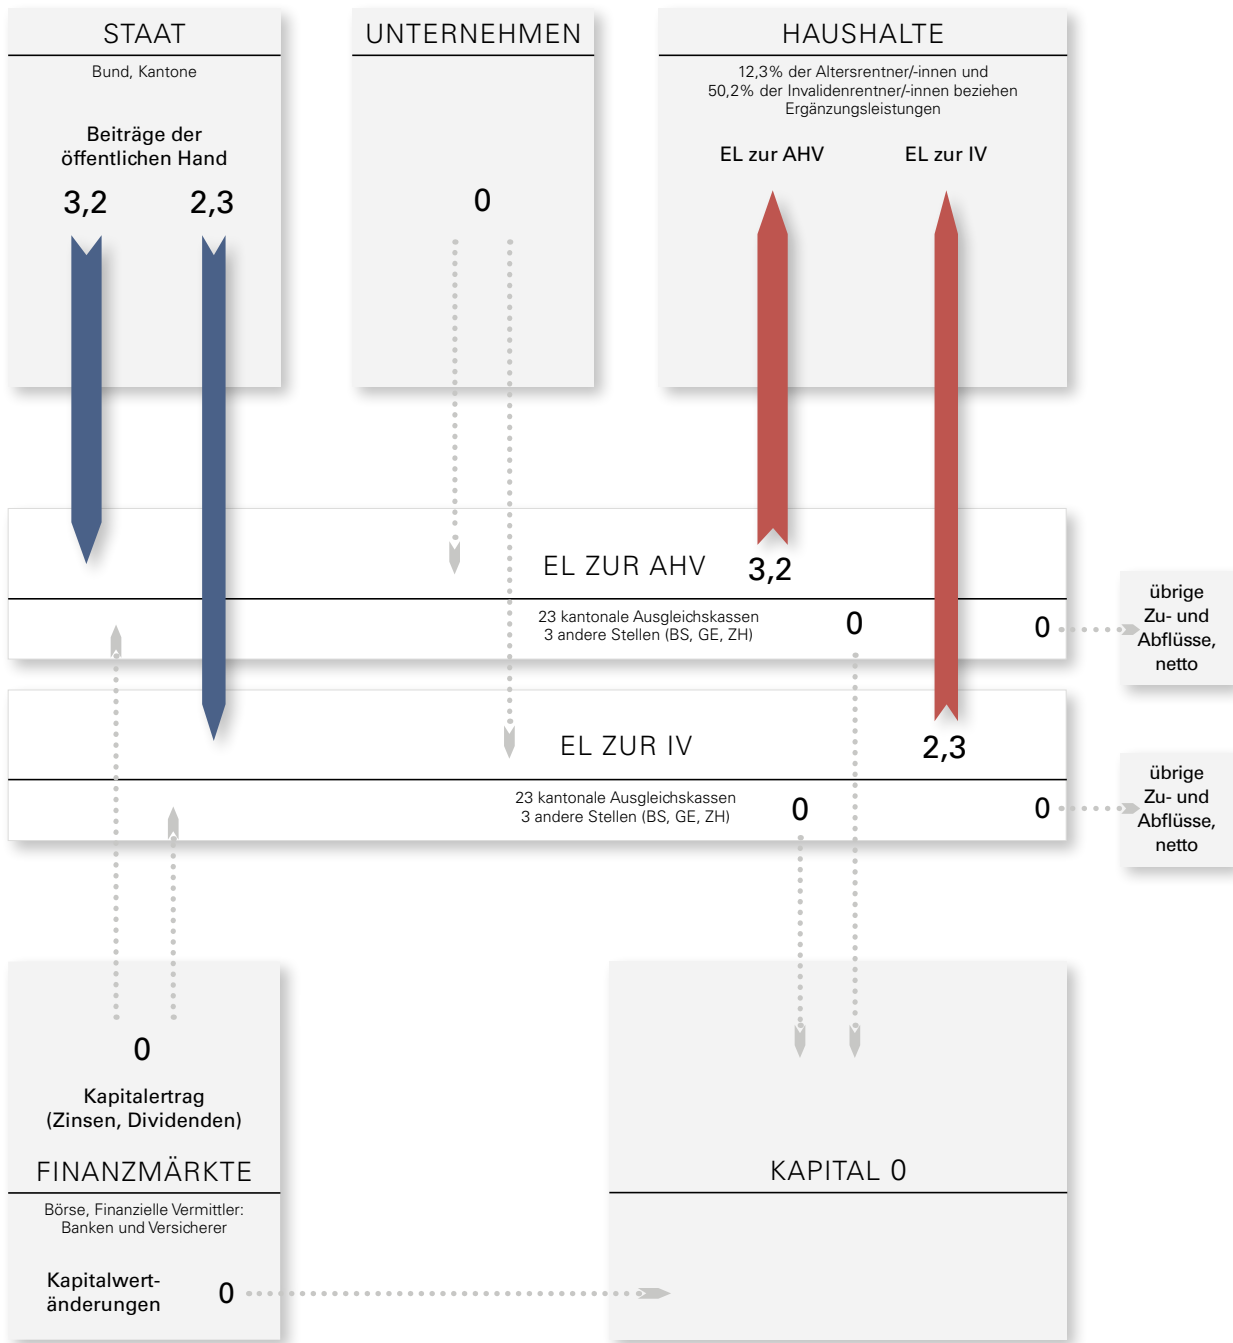 STAAT
Bund, Kantone
Beiträge der
öffentlichen Hand
3,2 2,3
UNTERNEHMEN
0
HAUSHALTE
12,3% der Altersrentner/-innen und
50,2% der Invalidenrentner/-innen beziehen
Ergänzungsleistungen
EL zur AHV EL zur IV
EL ZUR AHV 3,2
23 kantonale Ausgleichskassen
3 andere Stellen (BS, GE, ZH)
0 0
übrige
Zu- und
Abflüsse,
netto
EL ZUR IV 2,3
23 kantonale Ausgleichskassen
3 andere Stellen (BS, GE, ZH)
0 0
übrige
Zu- und
Abflüsse,
netto
0
Kapitalertrag
(Zinsen, Dividenden)
FINANZMÄRKTE
Börse, Finanzielle Vermittler:
Banken und Versicherer
Kapitalwert-
änderungen 0
KAPITAL 0